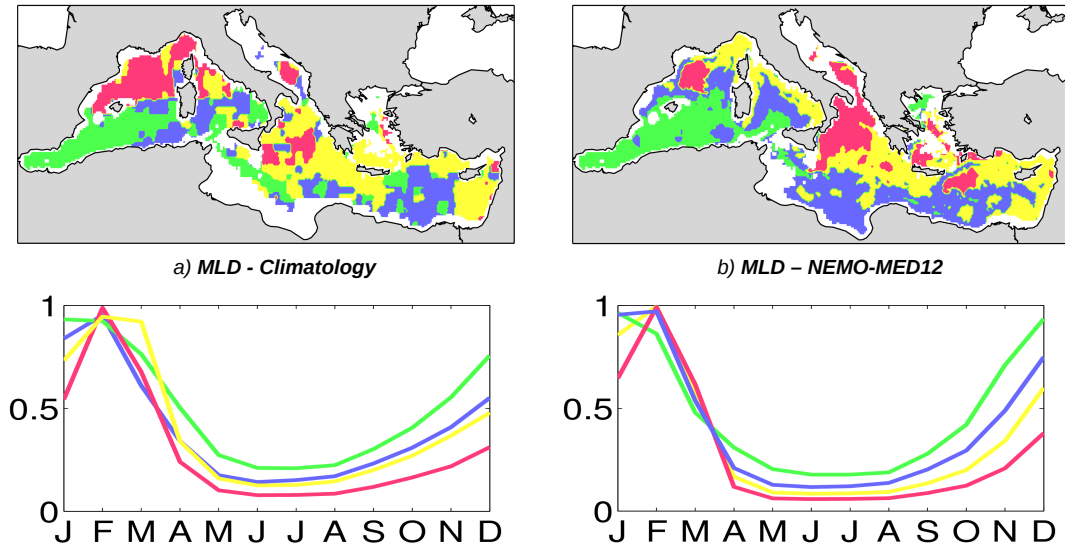 a) MLD - Climatology
b) MLD – NEMO-MED12
1
0.5
0
J F M A M J J A S O N D
1
0.5
0
J F M A M J J A S O N D